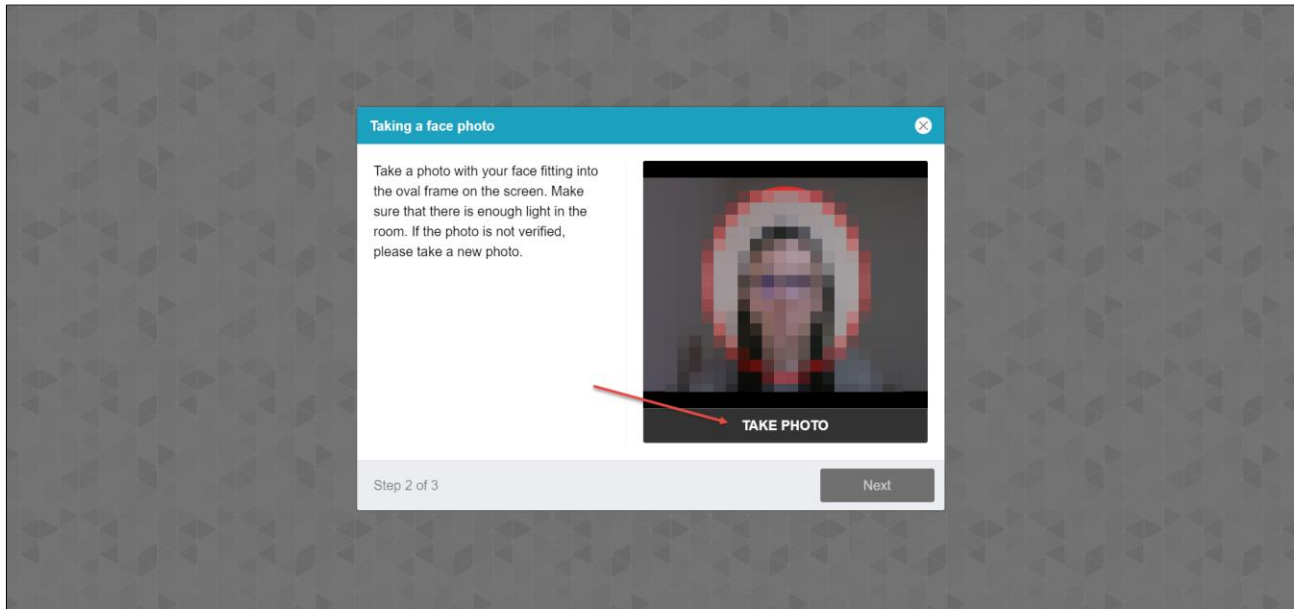 Taking a face photo
Take a photo with your face fitting into
the oval frame on the screen. Make
sure that there is enough light in the
room. If the photo is not verified,
please take a new photo.
TAKE PHOTO
Step 2 of 3
Next